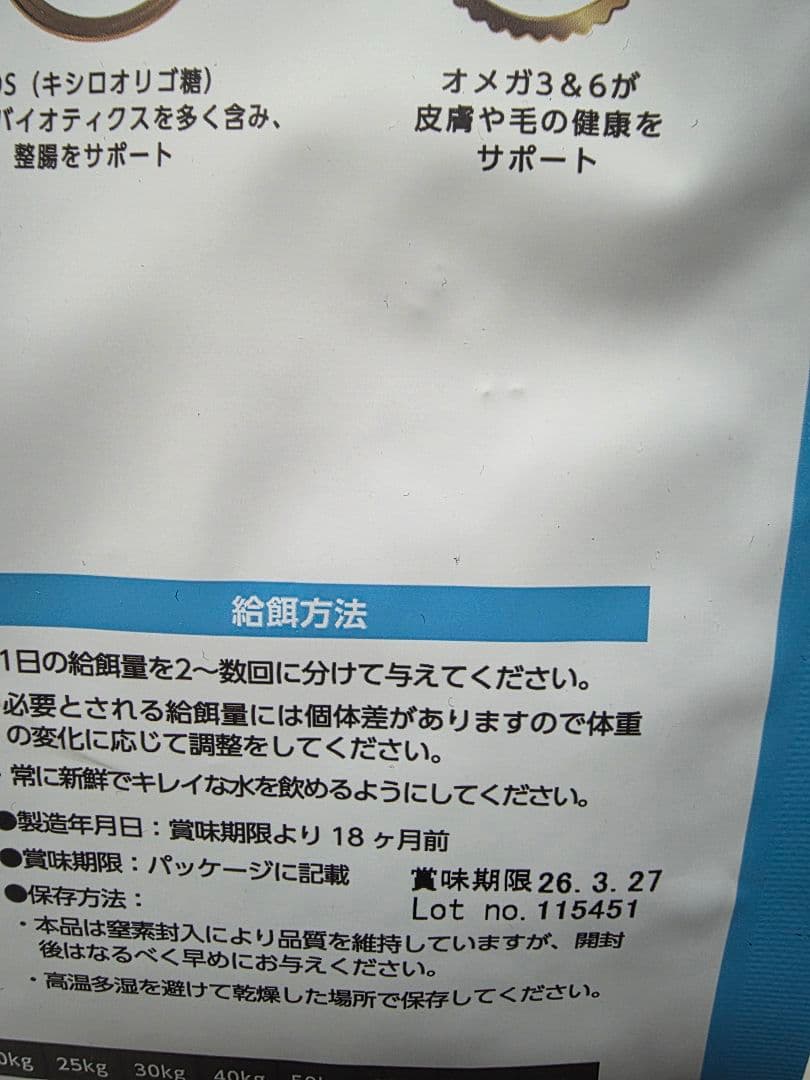 OS（キシロオリゴ糖）
バイオティクスを多く含み、
整腸をサポート
オメガ3＆6が
皮膚や毛の健康を
サポート
給餌方法
1日の給餌量を2〜数回に分けて与えてください。
必要とされる給餌量には個体差がありますので体重
の変化に応じて調整をしてください。
・常に新鮮でキレイな水を飲めるようにしてください。
●製造年月日：賞味期限より18ヶ月前
●賞味期限：パッケージに記載
賞味期限26.3.27
Lot no.115451
●保存方法：
・本品は窒素封入により品質を維持していますが、開封
後はなるべく早めにお与えください。
・高温多湿を避けて乾燥した場所で保存してください。
0kg 25kg 30kg 40kg